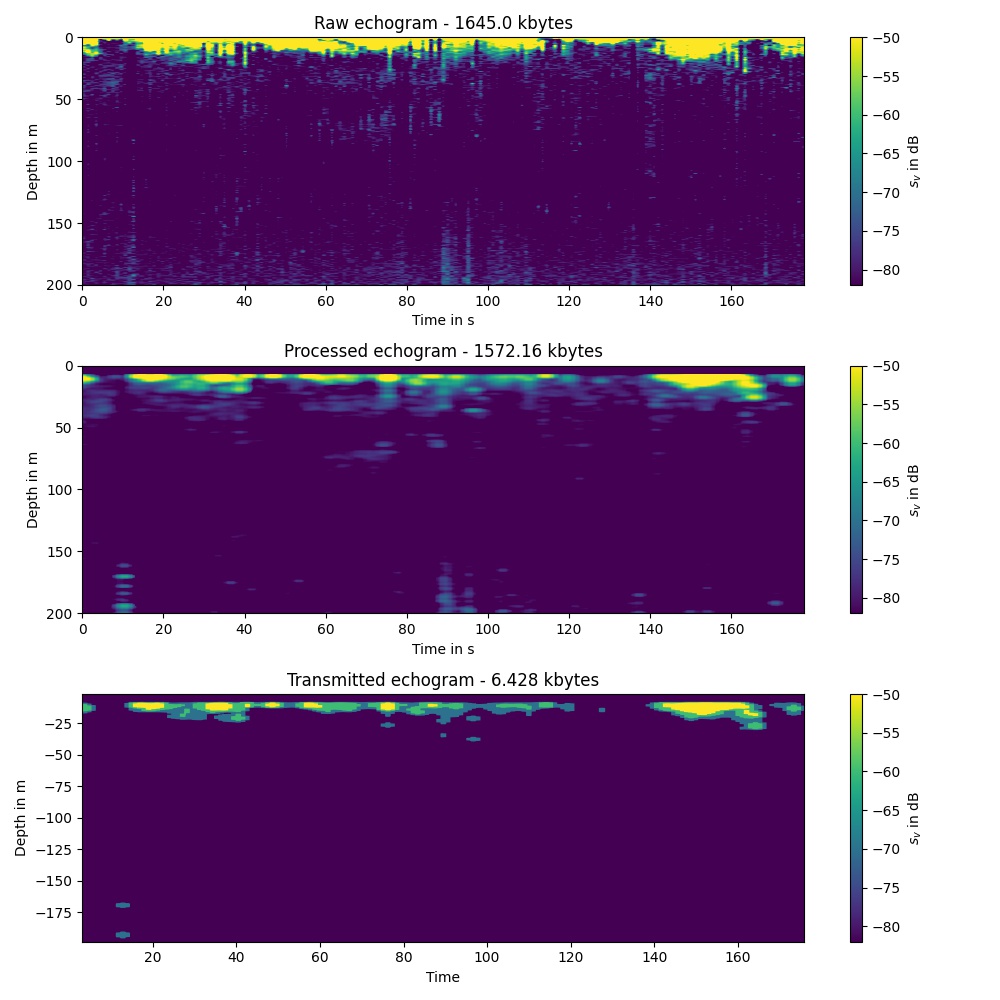 Raw echogram - 1645.0 kbytes
0
50
100
150
200
Depth in m
0 20 40 60 80 100 120 140 160
Time in s
−50
−55
−60
−65
−70
−75
−80
sv in dB
Processed echogram - 1572.16 kbytes
0
50
100
150
200
Depth in m
0 20 40 60 80 100 120 140 160
Time in s
−50
−55
−60
−65
−70
−75
−80
sv in dB
Transmitted echogram - 6.428 kbytes
−25
−50
−75
−100
−125
−150
−175
Depth in m
20 40 60 80 100 120 140 160
Time
−50
−55
−60
−65
−70
−75
−80
sv in dB